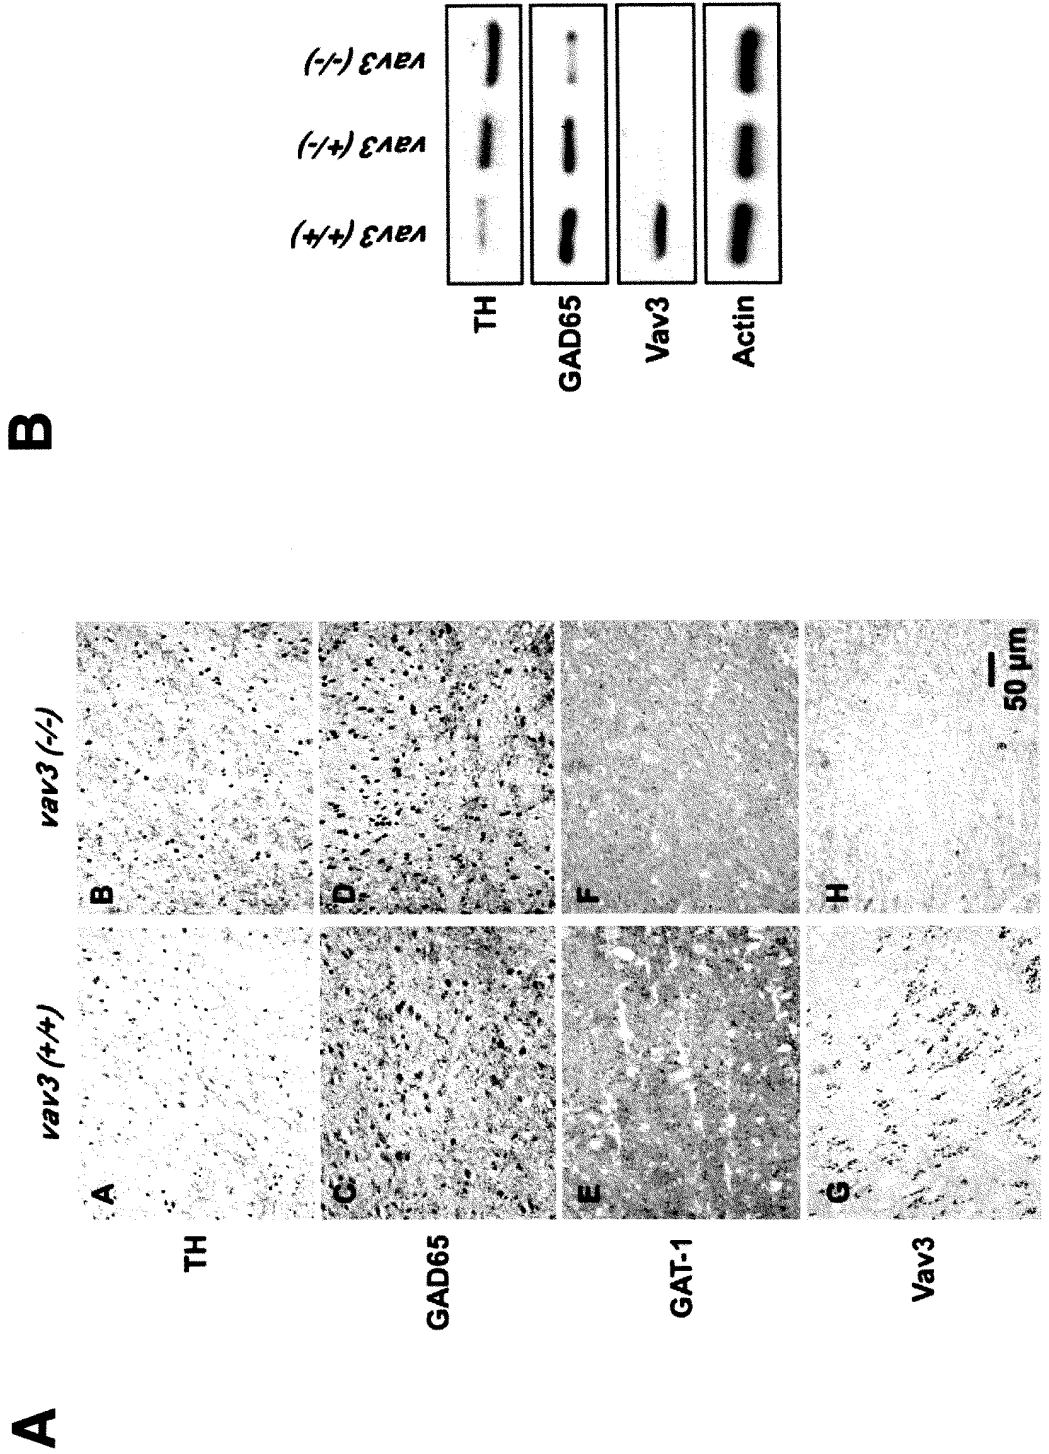 A
vav3 (+/+)
vav3 (-/-)
TH
A
B
GAD65
C
D
GAT-1
E
F
Vav3
G
H
50 µm
B
vav3 (+/+)
vav3 (+/-)
vav3 (-/-)
TH
GAD65
Vav3
Actin